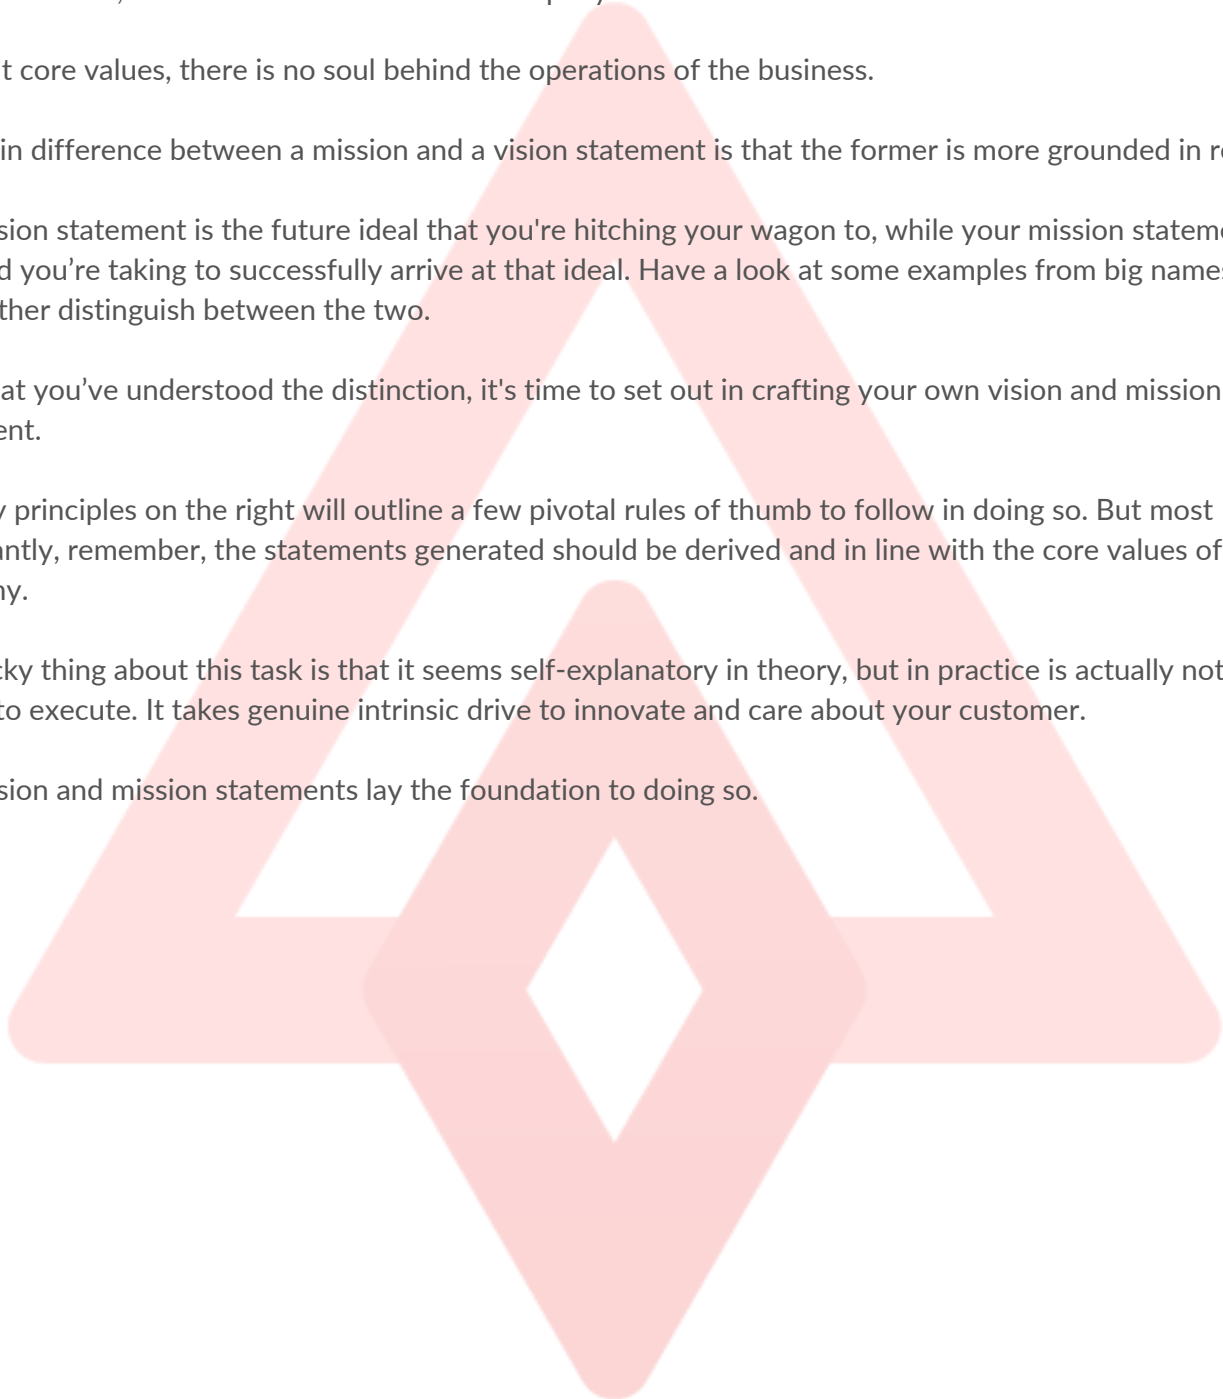 t core values, there is no soul behind the operations of the business.
in difference between a mission and a vision statement is that the former is more grounded in r
sion statement is the future ideal that you're hitching your wagon to, while your mission stateme
d you’re taking to successfully arrive at that ideal. Have a look at some examples from big names
ther distinguish between the two.
at you’ve understood the distinction, it's time to set out in crafting your own vision and mission
ent.
y principles on the right will outline a few pivotal rules of thumb to follow in doing so. But most
antly, remember, the statements generated should be derived and in line with the core values of
ny.
cky thing about this task is that it seems self-explanatory in theory, but in practice is actually not
to execute. It takes genuine intrinsic drive to innovate and care about your customer.
sion and mission statements lay the foundation to doing so.